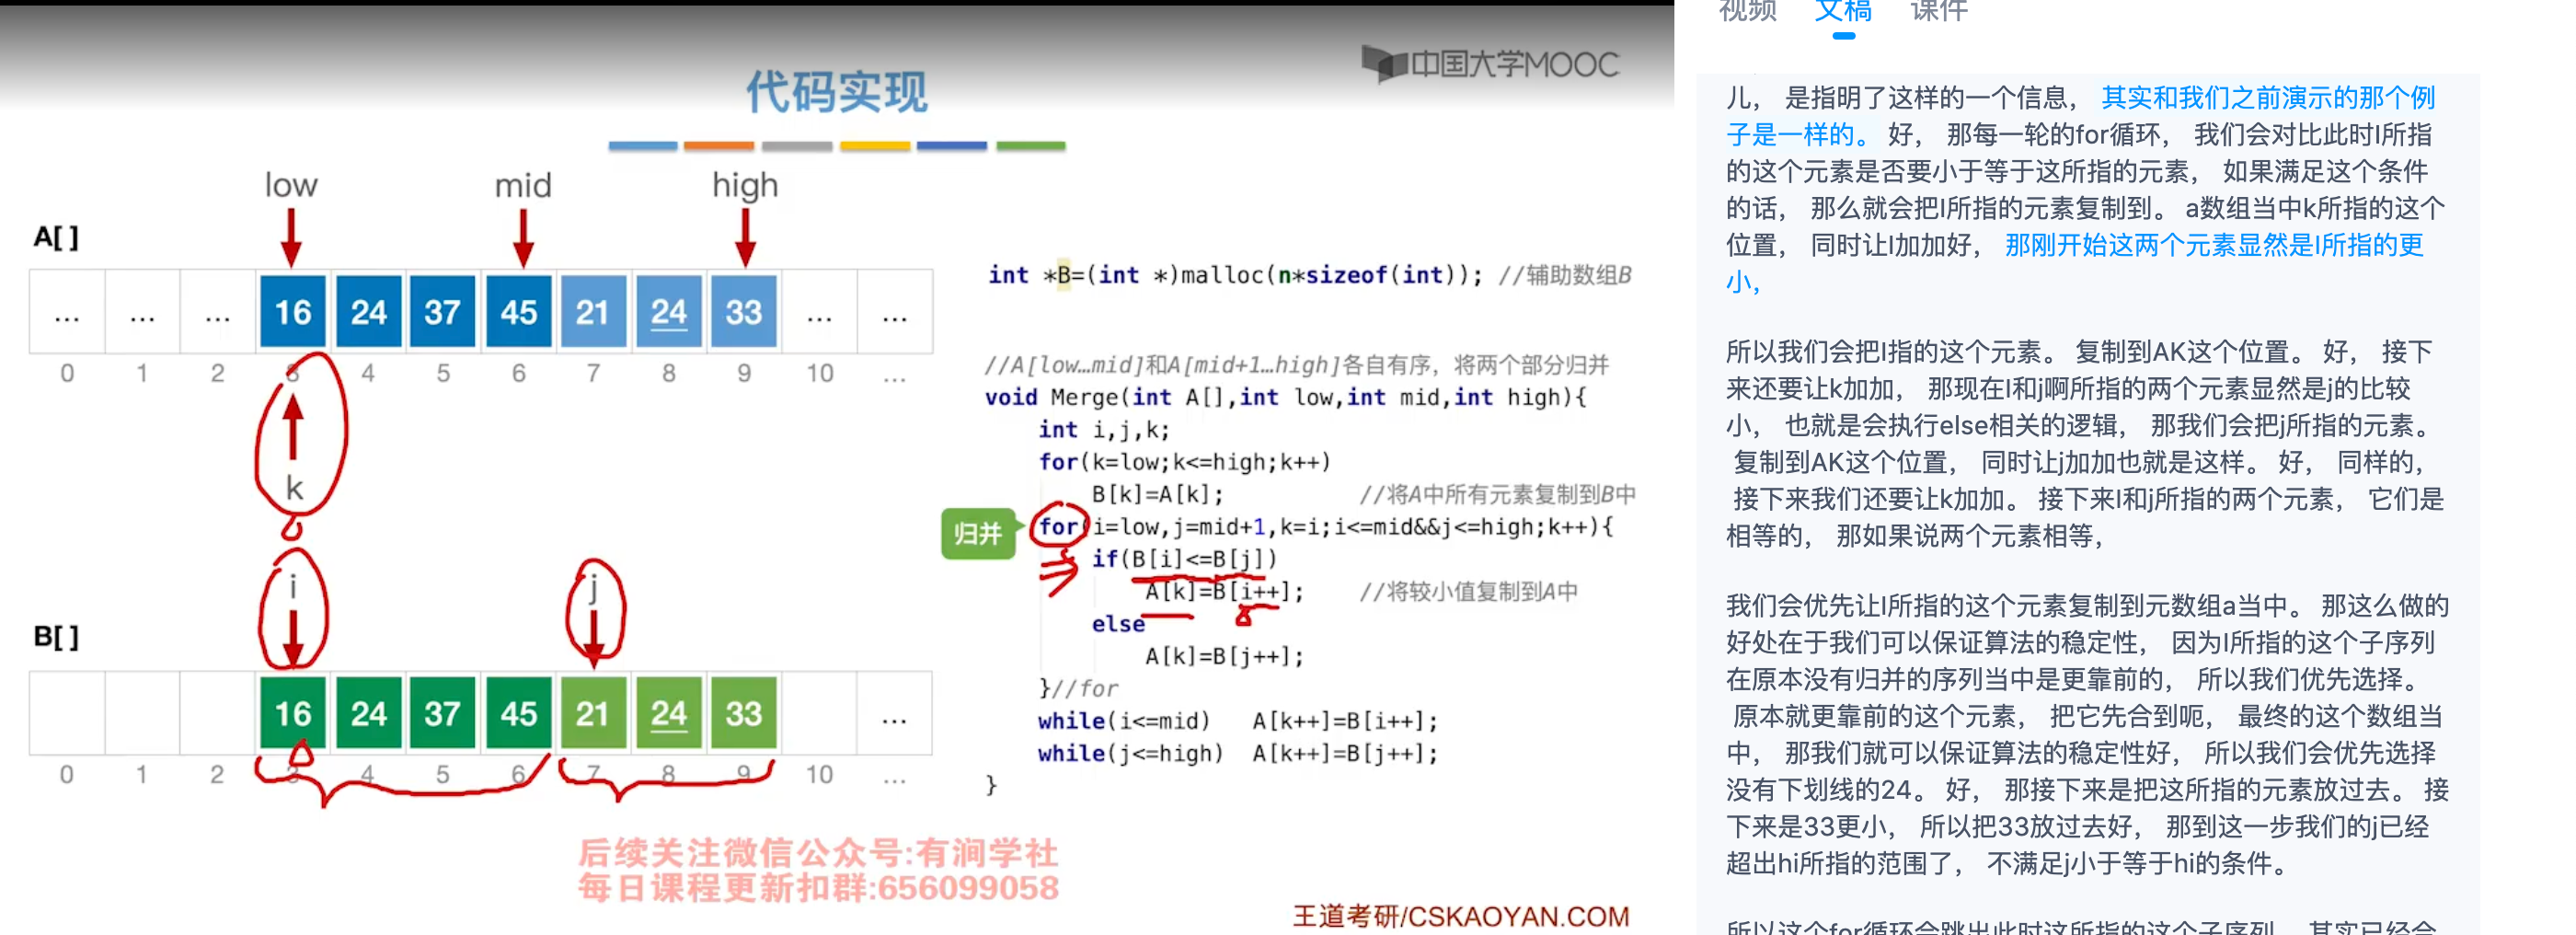 代码实现
中国大学MOOC
low mid high
A[]
... ... ... 16 24 37 45 21 24 33 ... ...
0 1 2 3 4 5 6 7 8 9 10 ...
k
i j
B[]
16 24 37 45 21 24 33 ...
0 1 2 3 4 5 6 7 8 9 10 ...
int *B=(int *)malloc(n*sizeof(int)); //辅助数组B
//A[low…mid]和A[mid+1…high]各自有序，将两个部分归并
void Merge(int A[],int low,int mid,int high){
int i,j,k;
for(k=low;k<=high;k++)
B[k]=A[k]; //将A中所有元素复制到B中
归并
for(i=low,j=mid+1,k=i;i<=mid&&j<=high;k++){
if(B[i]<=B[j])
A[k]=B[i++]; //将较小值复制到A中
else
A[k]=B[j++];
}//for
while(i<=mid) A[k++]=B[i++];
while(j<=high) A[k++]=B[j++];
}
后续关注微信公众号:有涧学社
每日课程更新扣群:656099058
王道考研/CSKAOYAN.COM
视频 文稿 课件
儿， 是指明了这样的一个信息， 其实和我们之前演示的那个例
子是一样的。 好， 那每一轮的for循环， 我们会对比此时I所指
的这个元素是否要小于等于这所指的元素， 如果满足这个条件
的话， 那么就会把I所指的元素复制到。 a数组当中k所指的这个
位置， 同时让I加加好， 那刚开始这两个元素显然是I所指的更
小，
所以我们会把I指的这个元素。 复制到AK这个位置。 好， 接下
来还要让k加加， 那现在I和j啊所指的两个元素显然是j的比较
小， 也就是会执行else相关的逻辑， 那我们会把j所指的元素。
复制到AK这个位置， 同时让j加加也就是这样。 好， 同样的，
接下来我们还要让k加加。 接下来I和j所指的两个元素， 它们是
相等的， 那如果说两个元素相等，
我们会优先让I所指的这个元素复制到元数组a当中。 那这么做的
好处在于我们可以保证算法的稳定性， 因为I所指的这个子序列
在原本没有归并的序列当中是更靠前的， 所以我们优先选择。
原本就更靠前的这个元素， 把它先合到呃， 最终的这个数组当
中， 那我们就可以保证算法的稳定性好， 所以我们会优先选择
没有下划线的24。 好， 那接下来是把这所指的元素放过去。 接
下来是33更小， 所以把33放过去好， 那到这一步我们的j已经
超出hi所指的范围了， 不满足j小于等于hi的条件。
所以这个for循环会跳出此时这所指的这个子序列， 其实已经合